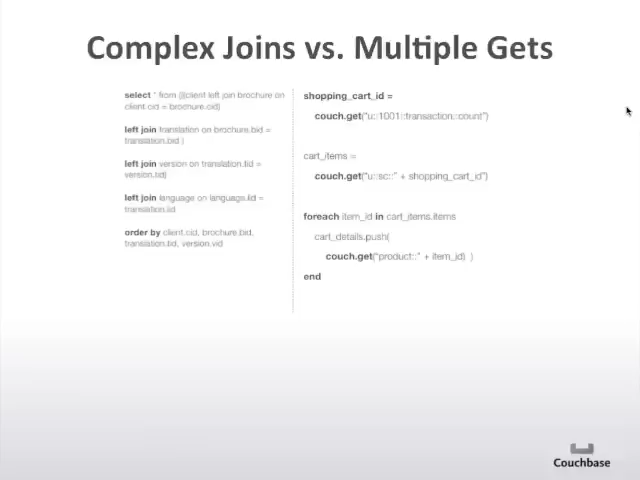 Complex Joins vs. Multiple Gets
select * from (((client left join brochure on
client.cid = brochure.cid)
left join translation on brochure.bid =
translation.bid )
left join version on translation.tid =
version.tid)
left join language on language.lid =
translation.lid
order by client.cid, brochure.bid,
translation.tid, version.vid
shopping_cart_id =
couch.get("u::1001::transaction::count")
cart_items =
couch.get("u::sc::" + shopping_cart_id")
foreach item_id in cart_items.items
cart_details.push(
couch.get("product::" + item_id) )
end
Couchbase